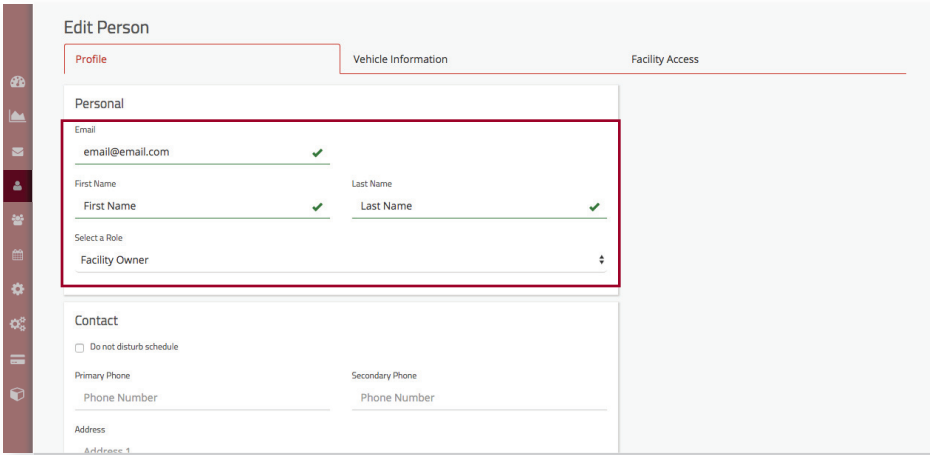 Edit Person
Profile Vehicle Information Facility Access
Personal
Email
email@email.com
First Name Last Name
First Name Last Name
Select a Role
Facility Owner
Contact
Do not disturb schedule
Primary Phone Secondary Phone
Phone Number Phone Number
Address
Address 1